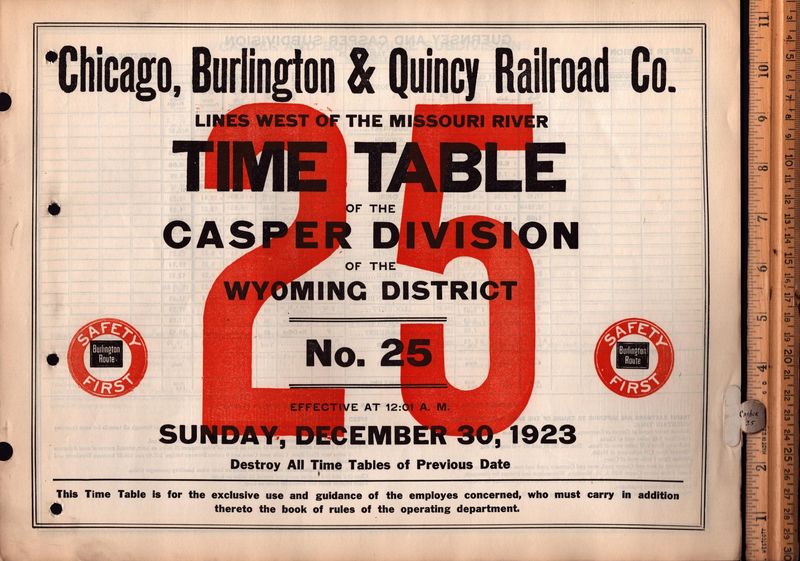 Chicago, Burlington & Quincy Railroad Co.
LINES WEST OF THE MISSOURI RIVER
TIME TABLE
25
OF THE
CASPER DIVISION
OF THE
WYOMING DISTRICT
No. 25
SAFETY
Burlington
Route
FIRST
SAFETY
Burlington
Route
FIRST
EFFECTIVE AT 12:01 A. M.
SUNDAY, DECEMBER 30, 1923
Destroy All Time Tables of Previous Date
This Time Table is for the exclusive use and guidance of the employes concerned, who must carry in addition
thereto the book of rules of the operating department.
Casper
25